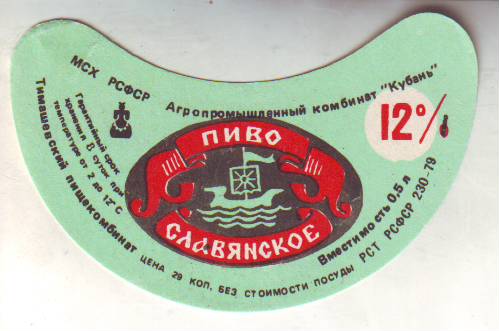 МСХ РСФСР
Агропромышленный комбинат "Кубань"
Гарантийный срок
хранения 8 суток при
температуре от 2 до 12°С
Тимашевский пищекомбинат
ПИВО
СЛАВЯНСКОЕ
12%
Вместимость 0,5 л
ЦЕНА 29 КОП. БЕЗ СТОИМОСТИ ПОСУДЫ РСТ РСФСР 230-79